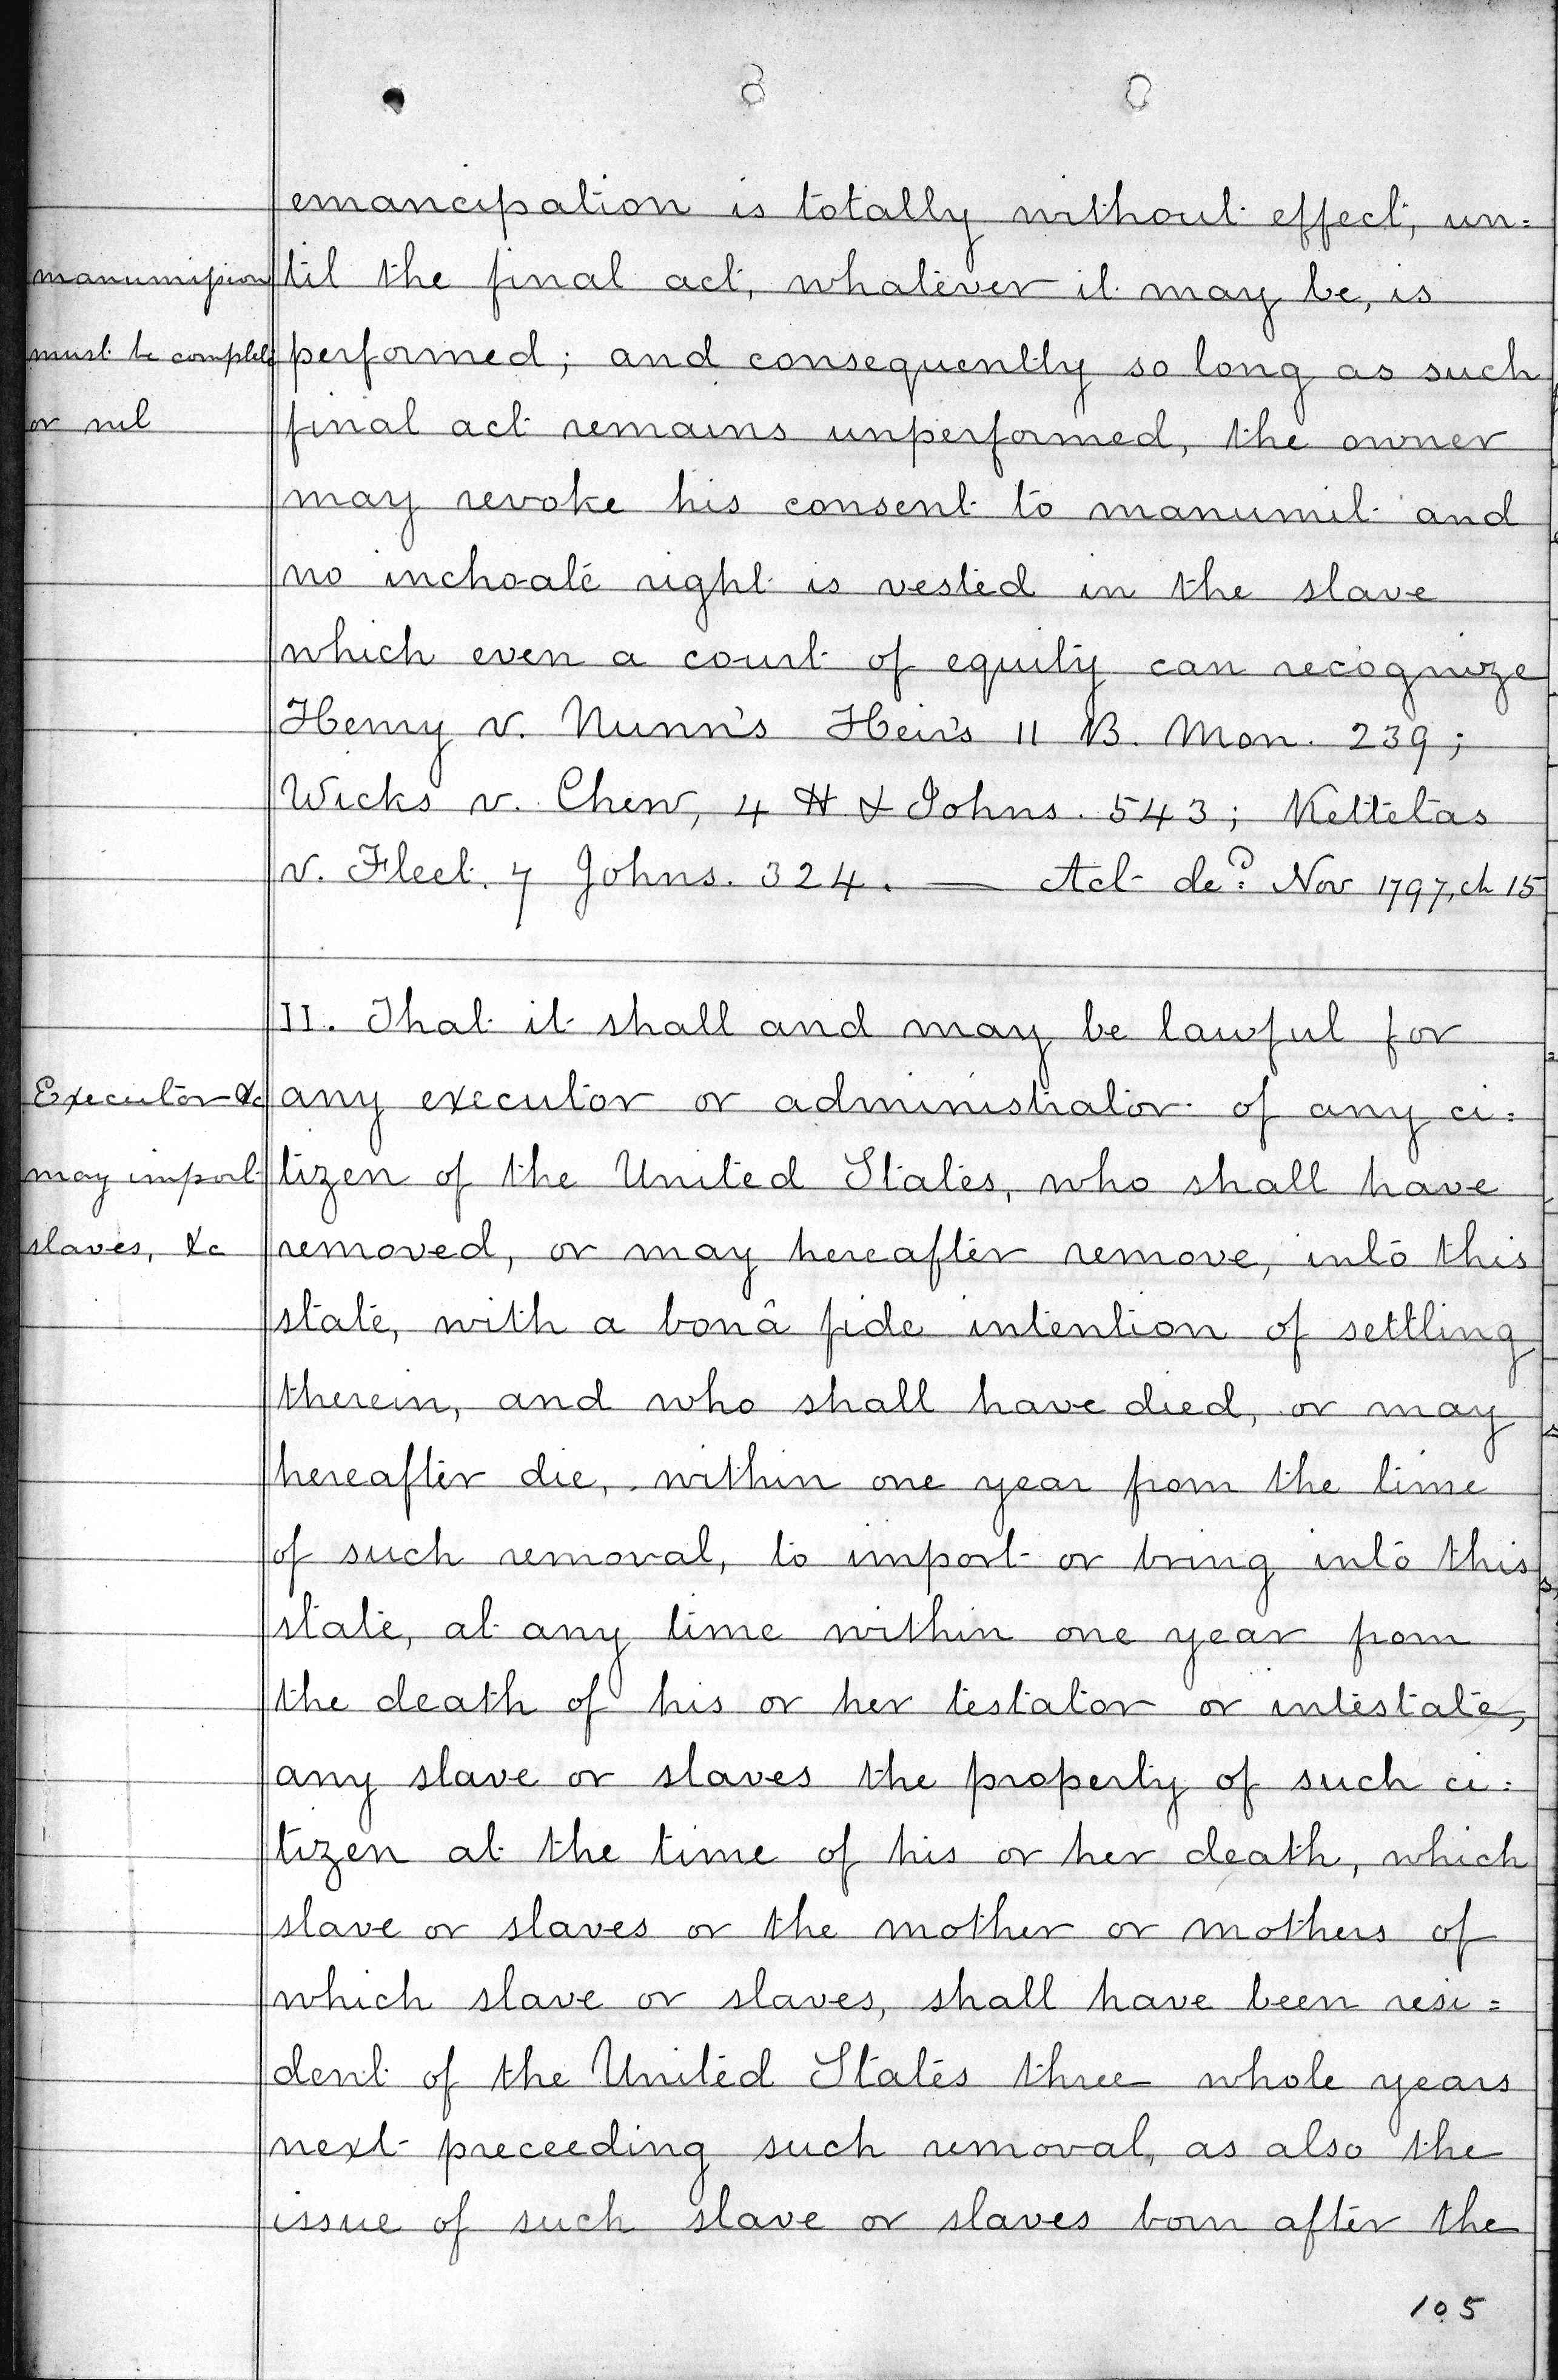 emancipation is totally without effect, un=
manumission til the final act, whatever it may be, is
must be complete performed; and consequently so long as such
or nul final act remains unperformed, the owner
may revoke his consent to manumit and
no inchoate right is vested in the slave
which even a court of equity can recognize
Henry v. Nunn's Heir's 11 B. Mon. 239;
Wicks v. Chew, 4 H & Johns. 543; Kettetas
v. Fleet. 7 Johns. 324. — Act de? Nov 1797, ch 15
II. That it shall and may be lawful for
Executor &c any executor or administrator of any ci=
may import tizen of the United States, who shall have
slaves, &c removed, or may hereafter remove, into this
state, with a bonâ fide intention of settling
therein, and who shall have died, or may
hereafter die, within one year from the time
of such removal, to import or bring into this
state, at any time within one year from
the death of his or her testator or intestate,
any slave or slaves the property of such ci=
tizen at the time of his or her death, which
slave or slaves or the mother or mothers of
which slave or slaves, shall have been resi=
dent of the United States three whole years
next preceeding such removal, as also the
issue of such slave or slaves born after the
105